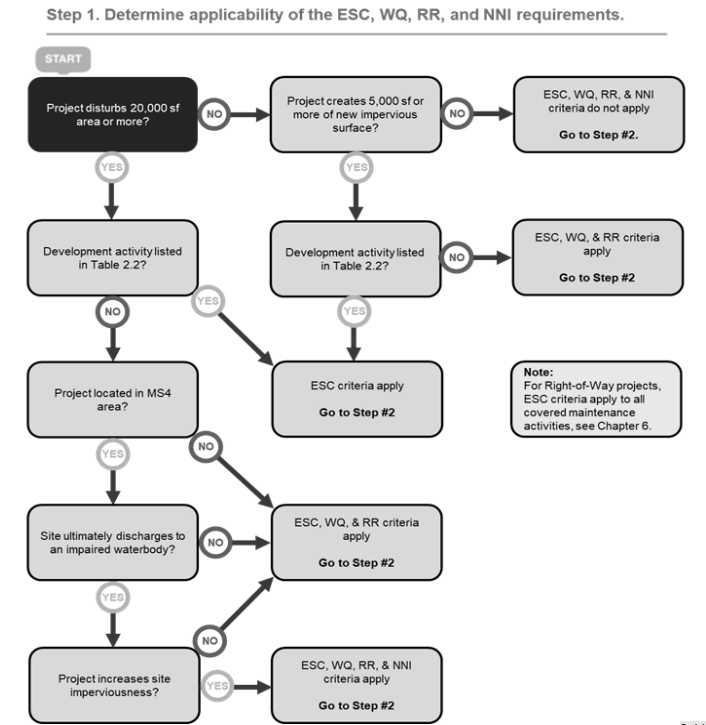 Step 1. Determine applicability of the ESC, WQ, RR, and NNI requirements.
START
Project disturbs 20,000 sf
area or more?
NO
Project creates 5,000 sf or
more of new impervious
surface?
NO
ESC, WQ, RR, & NNI
criteria do not apply
Go to Step #2.
YES
YES
Development activity listed
in Table 2.2?
Development activity listed
in Table 2.2?
NO
ESC, WQ, & RR criteria
apply
Go to Step #2
NO
YES
YES
Project located in MS4
area?
ESC criteria apply
Go to Step #2
Note:
For Right-of-Way projects,
ESC criteria apply to all
covered maintenance
activities, see Chapter 6.
YES
NO
Site ultimately discharges to
an impaired waterbody?
NO
ESC, WQ, & RR criteria
apply
Go to Step #2
YES
NO
Project increases site
imperviousness?
YES
ESC, WQ, RR, & NNI
criteria apply
Go to Step #2